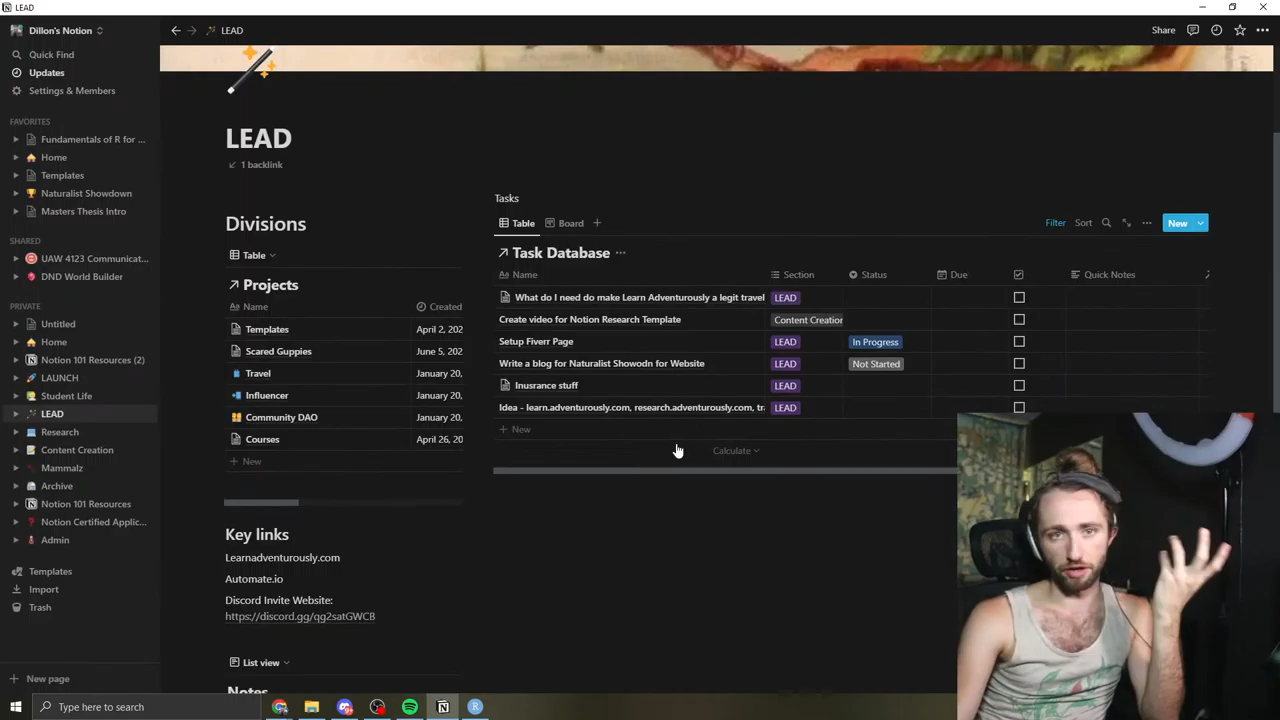 LEAD
Dillon's Notion
LEAD
Share
Quick Find
Updates
Settings & Members
FAVORITES
Fundamentals of R for ...
Home
Templates
Naturalist Showdown
Masters Thesis Intro
SHARED
UAW 4123 Communicat...
DND World Builder
PRIVATE
Untitled
Home
Notion 101 Resources (2)
LAUNCH
Student Life
LEAD
Research
Content Creation
Mammalz
Archive
Notion 101 Resources
Notion Certified Applic...
Admin
Templates
Import
Trash
New page
LEAD
1 backlink
Divisions
Table
Projects
Name Created
Templates April 2, 202
Scared Guppies June 5, 202
Travel January 20,
Influencer January 20,
Community DAO January 20,
Courses April 26, 20
New
Key links
Learnadventurously.com
Automate.io
Discord Invite Website:
https://discord.gg/qg2satGWCB
List view
Notes
Tasks
Table Board
Filter Sort New
Task Database
Name Section Status Due Quick Notes
What do I need do make Learn Adventurously a legit travel LEAD
Create video for Notion Research Template Content Creation
Setup Fiverr Page LEAD In Progress
Write a blog for Naturalist Showodn for Website LEAD Not Started
Inusrance stuff LEAD
Idea - learn.adventurously.com, research.adventurously.com, tr LEAD
New
Calculate
Type here to search